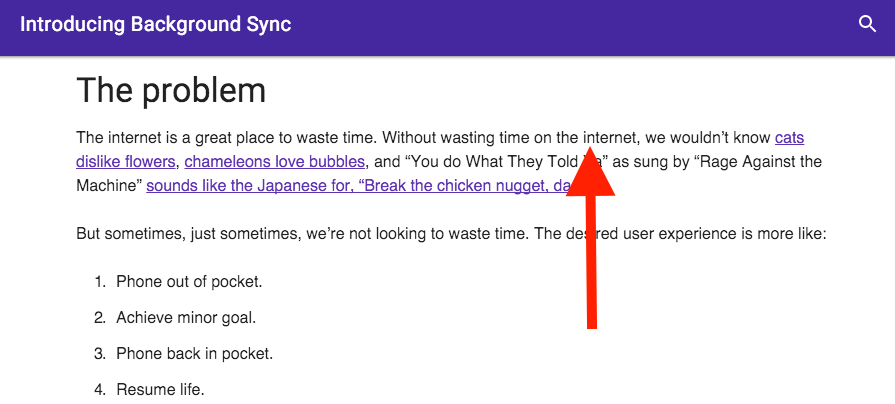 Introducing Background Sync
The problem
The internet is a great place to waste time. Without wasting time on the internet, we wouldn’t know cats
dislike flowers, chameleons love bubbles, and “You do What They Told as sung by “Rage Against the
Machine” sounds like the Japanese for, “Break the chicken nugget,
But sometimes, just sometimes, we’re not looking to waste time. The desired user experience is more like:
1. Phone out of pocket.
2. Achieve minor goal.
3. Phone back in pocket.
4. Resume life.